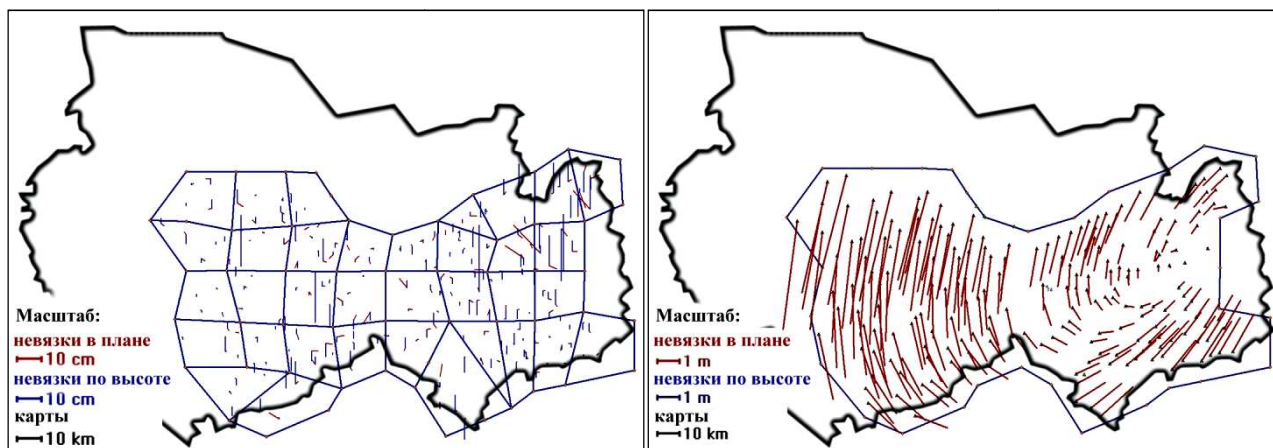 Масштаб:
невязки в плане
10 cm
невязки по высоте
10 cm
карты
10 km
Масштаб:
невязки в плане
1 m
невязки по высоте
1 m
карты
10 km